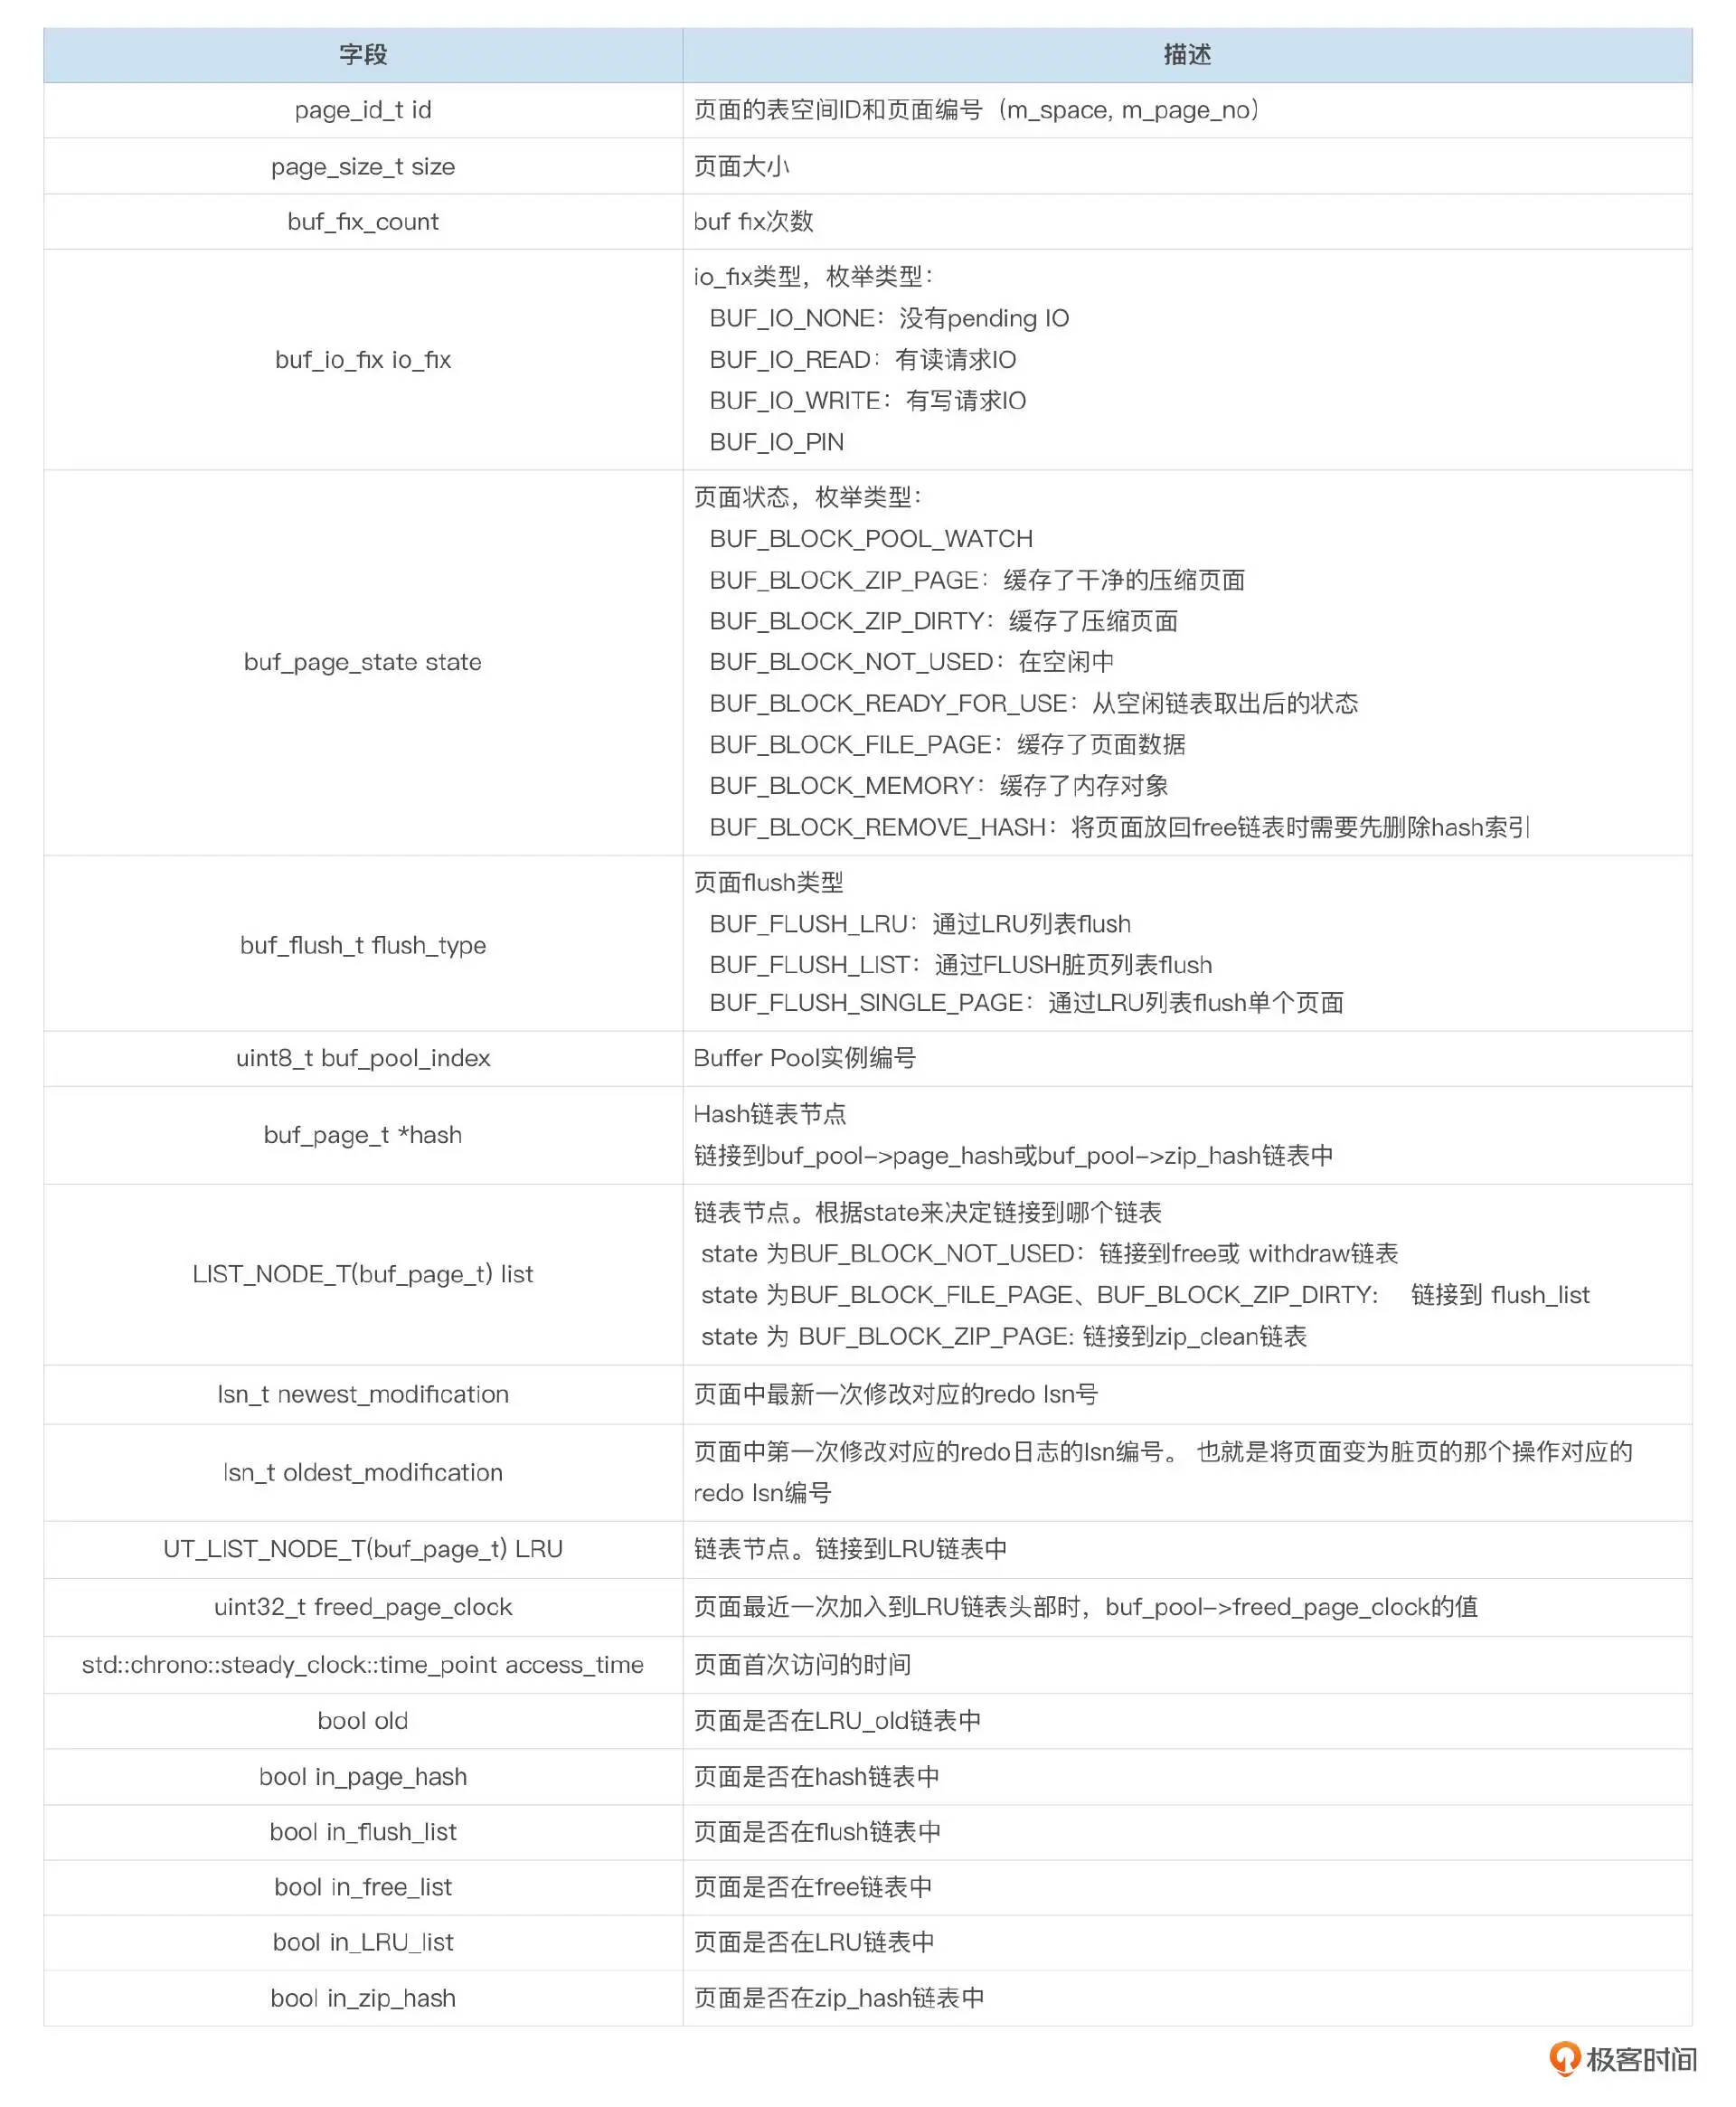 字段
描述
page_id_t id
页面的表空间ID和页面编号（m_space, m_page_no）
page_size_t size
页面大小
buf_fix_count
buf fix次数
buf_io_fix io_fix
io_fix类型，枚举类型：
BUF_IO_NONE：没有pending IO
BUF_IO_READ：有读请求IO
BUF_IO_WRITE：有写请求IO
BUF_IO_PIN
buf_page_state state
页面状态，枚举类型：
BUF_BLOCK_POOL_WATCH
BUF_BLOCK_ZIP_PAGE：缓存了干净的压缩页面
BUF_BLOCK_ZIP_DIRTY：缓存了压缩页面
BUF_BLOCK_NOT_USED：在空闲中
BUF_BLOCK_READY_FOR_USE：从空闲链表取出后的状态
BUF_BLOCK_FILE_PAGE：缓存了页面数据
BUF_BLOCK_MEMORY：缓存了内存对象
BUF_BLOCK_REMOVE_HASH：将页面放回free链表时需要先删除hash索引
buf_flush_t flush_type
页面flush类型
BUF_FLUSH_LRU：通过LRU列表flush
BUF_FLUSH_LIST：通过FLUSH脏页列表flush
BUF_FLUSH_SINGLE_PAGE：通过LRU列表flush单个页面
uint8_t buf_pool_index
Buffer Pool实例编号
buf_page_t *hash
Hash链表节点
链接到buf_pool->page_hash或buf_pool->zip_hash链表中
LIST_NODE_T(buf_page_t) list
链表节点。根据state来决定链接到哪个链表
state 为BUF_BLOCK_NOT_USED：链接到free或 withdraw链表
state 为BUF_BLOCK_FILE_PAGE、BUF_BLOCK_ZIP_DIRTY： 链接到 flush_list
state 为 BUF_BLOCK_ZIP_PAGE: 链接到zip_clean链表
lsn_t newest_modification
页面中最新一次修改对应的redo lsn号
lsn_t oldest_modification
页面中第一次修改对应的redo日志的lsn编号。 也就是将页面变为脏页的那个操作对应的
redo lsn编号
UT_LIST_NODE_T(buf_page_t) LRU
链表节点。链接到LRU链表中
uint32_t freed_page_clock
页面最近一次加入到LRU链表头部时，buf_pool->freed_page_clock的值
std::chrono::steady_clock::time_point access_time
页面首次访问的时间
bool old
页面是否在LRU_old链表中
bool in_page_hash
页面是否在hash链表中
bool in_flush_list
页面是否在flush链表中
bool in_free_list
页面是否在free链表中
bool in_LRU_list
页面是否在LRU链表中
bool in_zip_hash
页面是否在zip_hash链表中
极客时间